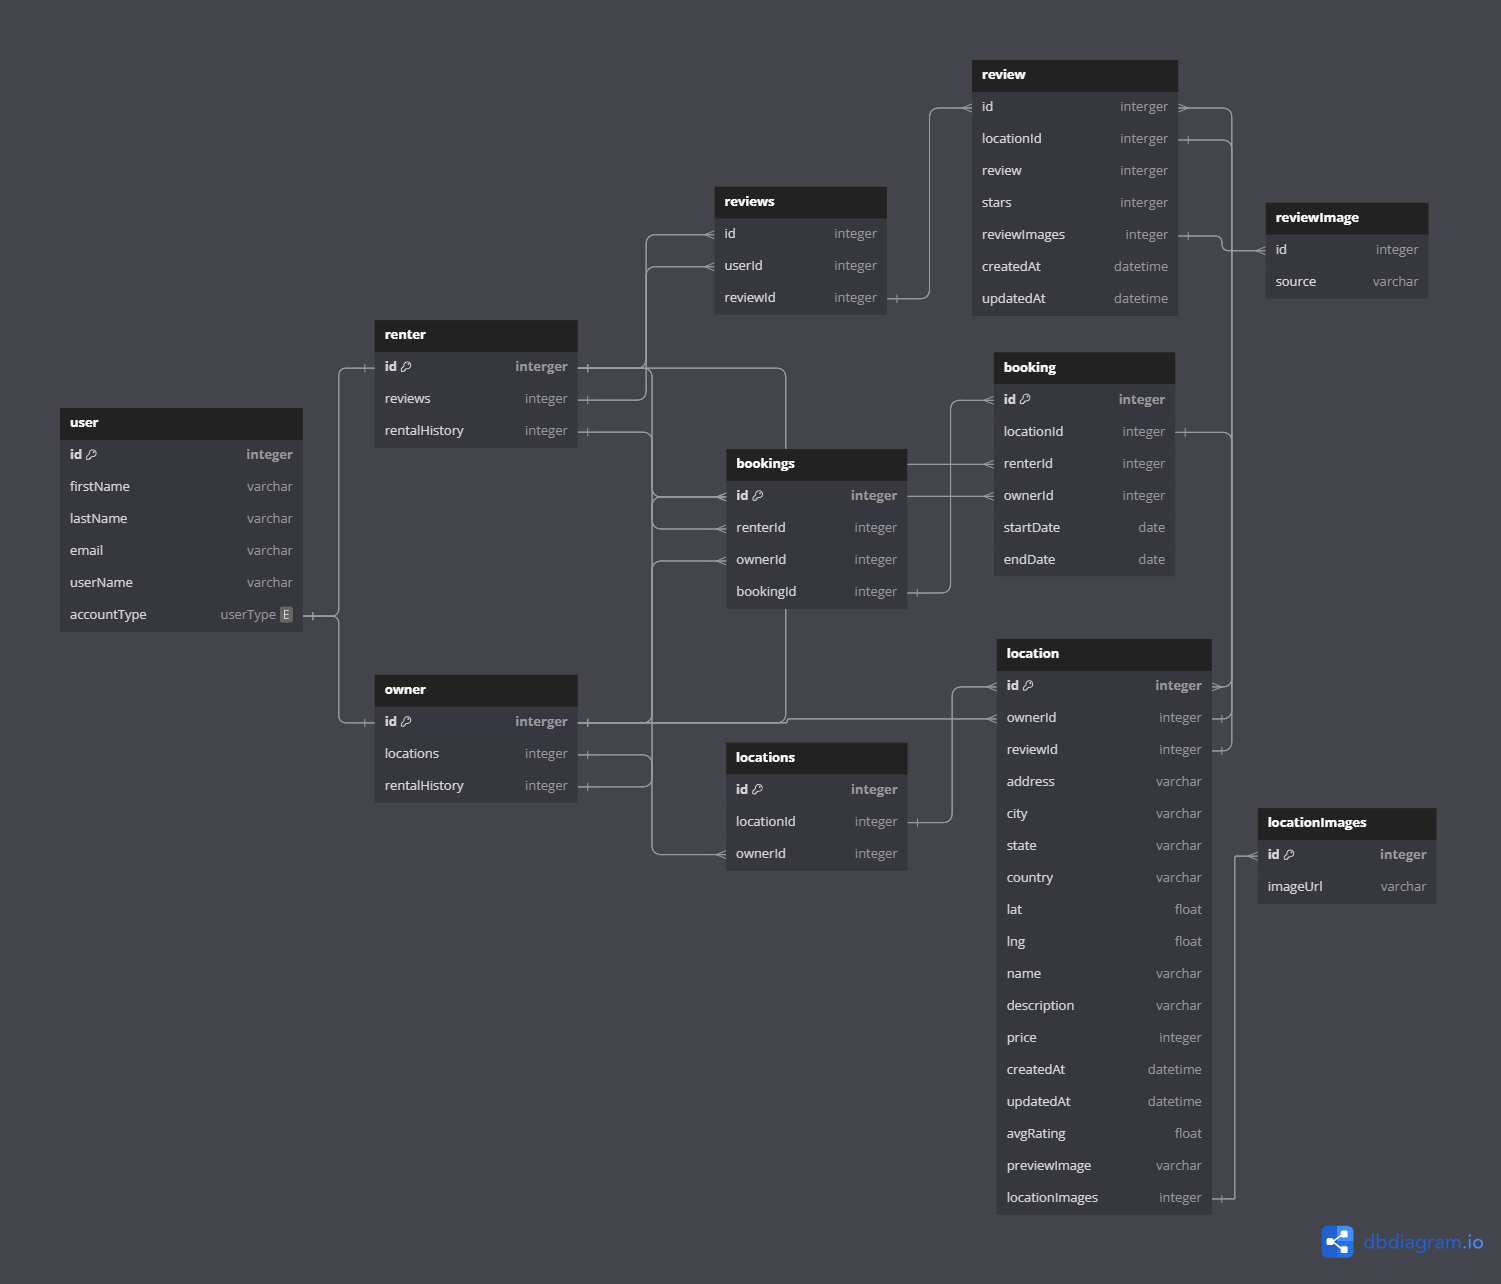 review
id interger
locationId interger
review interger
stars interger
reviewImages integer
createdAt datetime
updatedAt datetime
reviews
id integer
userId integer
reviewId integer
reviewImage
id integer
source varchar
renter
id interger
reviews integer
rentalHistory integer
booking
id integer
locationId integer
renterId integer
ownerId integer
startDate date
endDate date
user
id integer
firstName varchar
lastName varchar
email varchar
userName varchar
accountType userType E
bookings
id integer
renterId integer
ownerId integer
bookingId integer
owner
id interger
locations integer
rentalHistory integer
location
id integer
ownerId integer
reviewId integer
address varchar
city varchar
state varchar
country varchar
lat float
lng float
name varchar
description varchar
price integer
createdAt datetime
updatedAt datetime
avgRating float
previewImage varchar
locationImages integer
locations
id integer
locationId integer
ownerId integer
locationImages
id integer
imageUrl varchar
dbdiagram.io